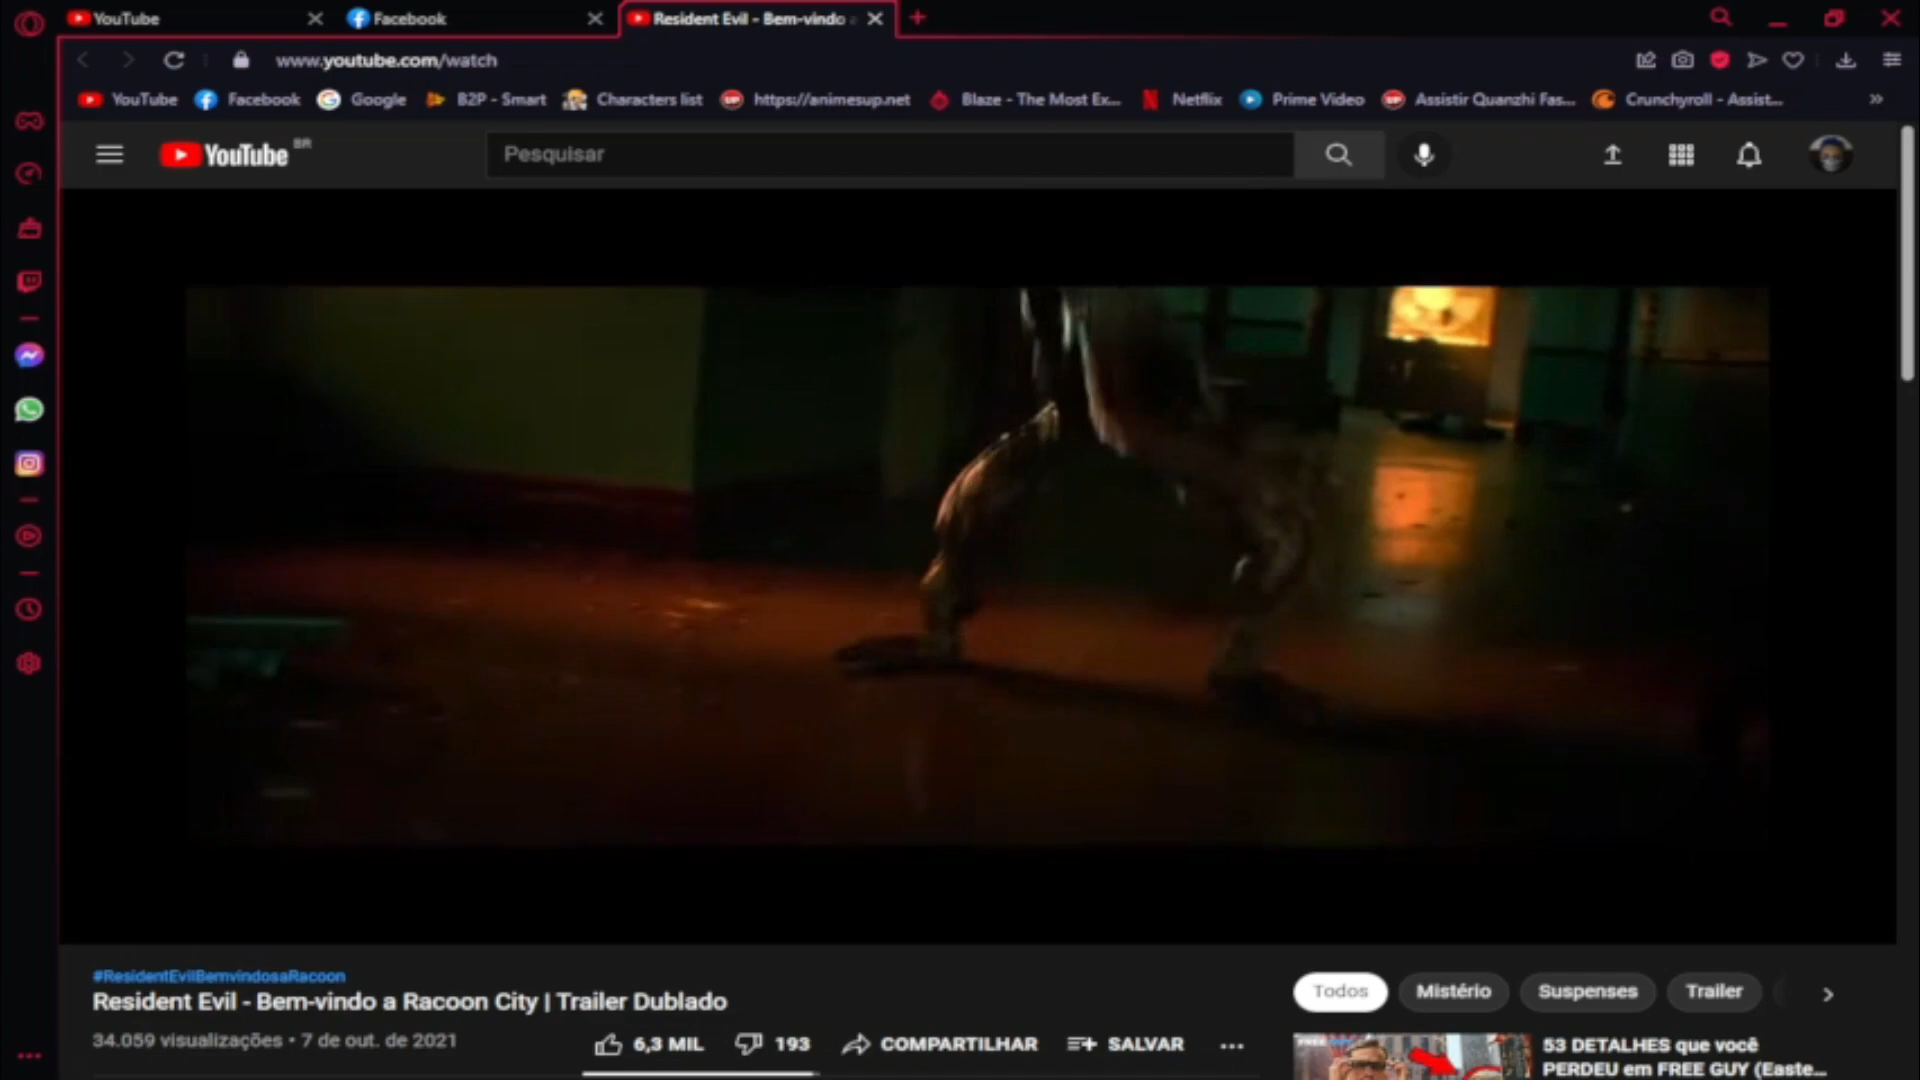 YouTube
Facebook
Resident Evil - Bem-vindo
www.youtube.com/watch
YouTube
Facebook
Google
B2P - Smart
Characters list
https://animesup.net
Blaze - The Most Ex...
Netflix
Prime Video
Assistir Quanzhi Fas...
Crunchyroll - Assist...
YouTube BR
Pesquisar
#ResidentEvilBemvindosaRacoon
Resident Evil - Bem-vindo a Racoon City | Trailer Dublado
34.059 visualizações • 7 de out. de 2021
6,3 MIL
193
COMPARTILHAR
SALVAR
Todos
Mistério
Suspenses
Trailer
53 DETALHES que você
PERDEU em FREE GUY (Easte...